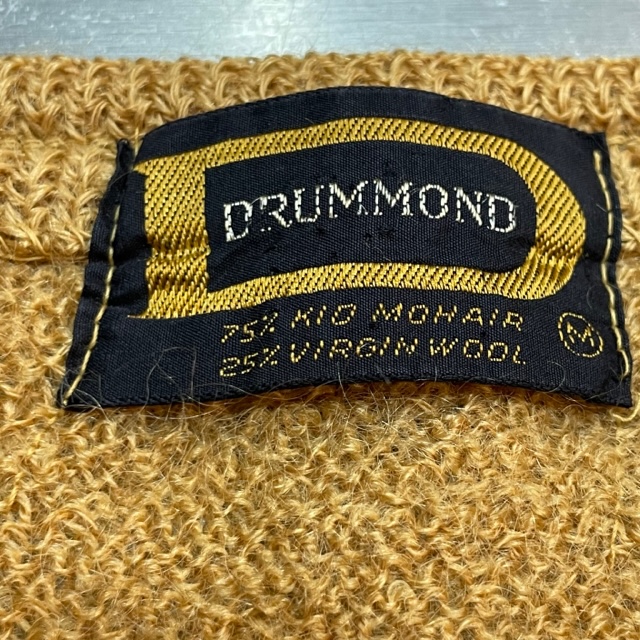 DRUMMOND
75% KID MOHAIR
25% VIRGIN WOOL
M